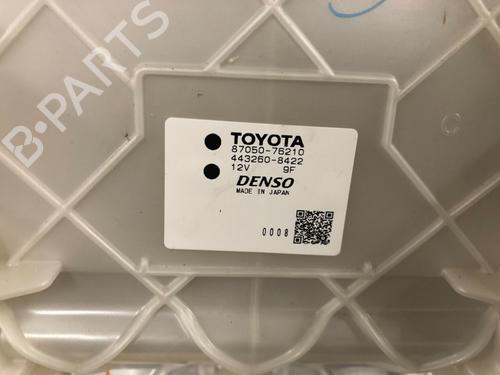 B-PARTS
TOYOTA
87050-76210
443260-8422
12V 9F
DENSO
MADE IN JAPAN
0008